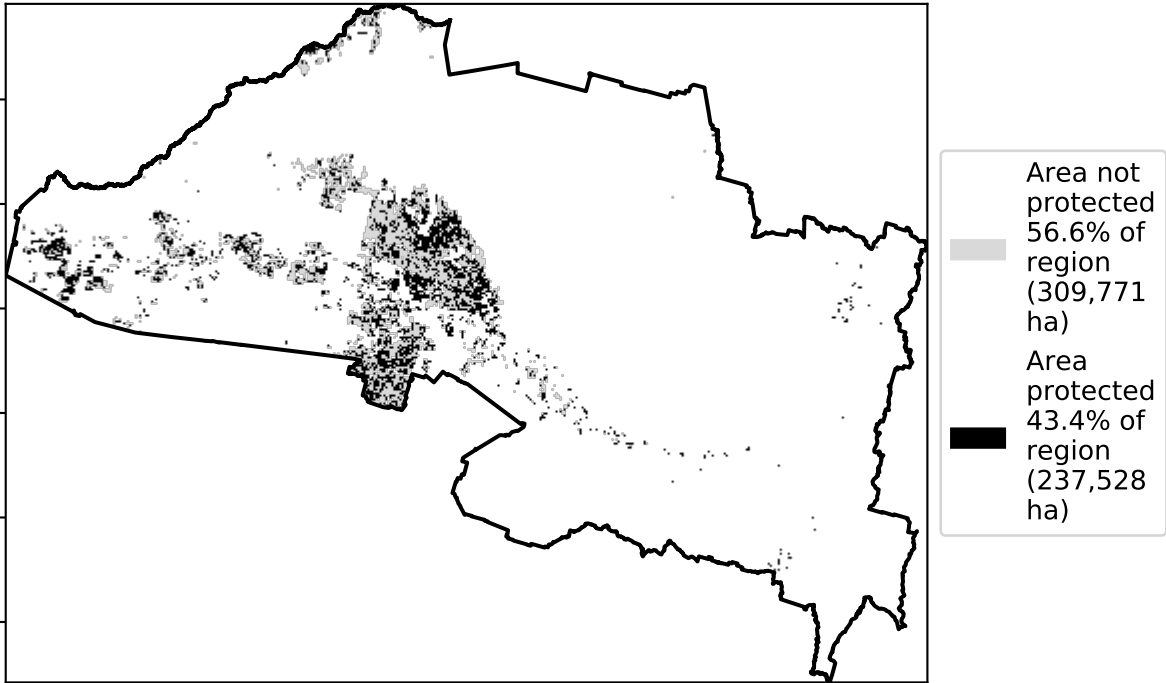 Area not
protected
56.6% of
region
(309,771
ha)
Area
protected
43.4% of
region
(237,528
ha)